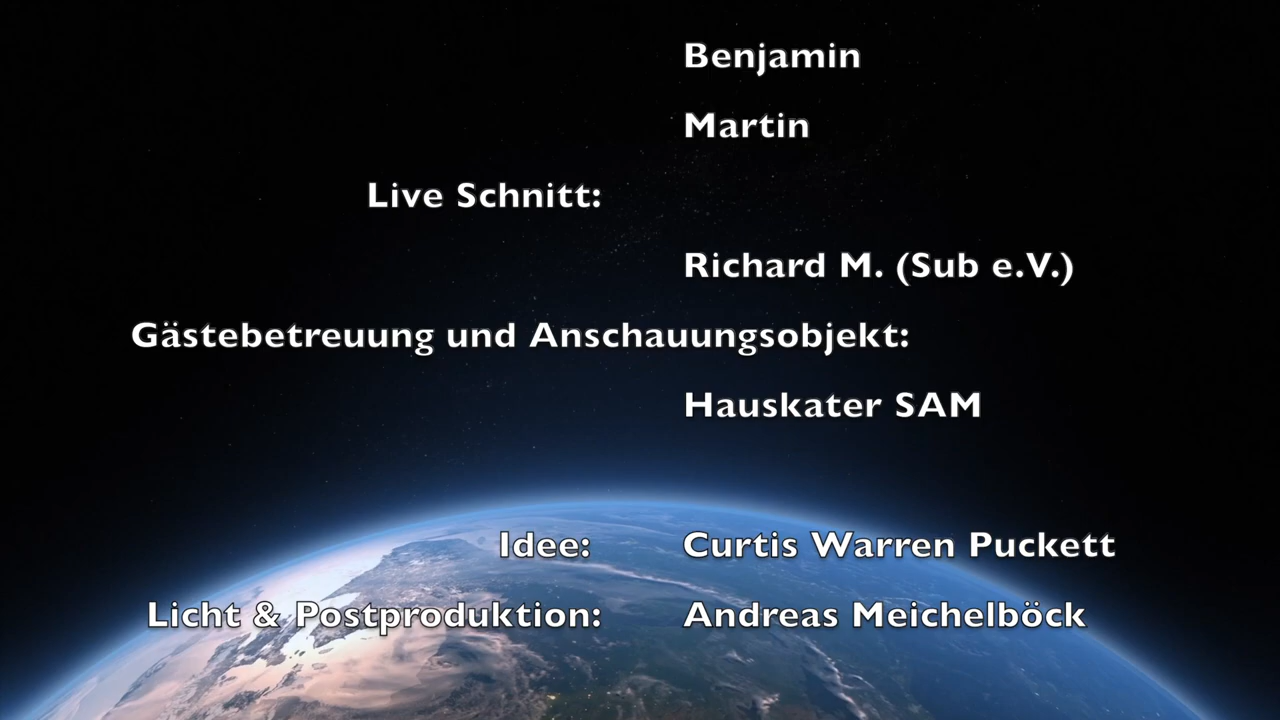 Benjamin
Martin
Live Schnitt:
Richard M. (Sub e.V.)
Gästebetreuung und Anschauungsobjekt:
Hauskater SAM
Idee: Curtis Warren Puckett
Licht & Postproduktion: Andreas Meichelböck